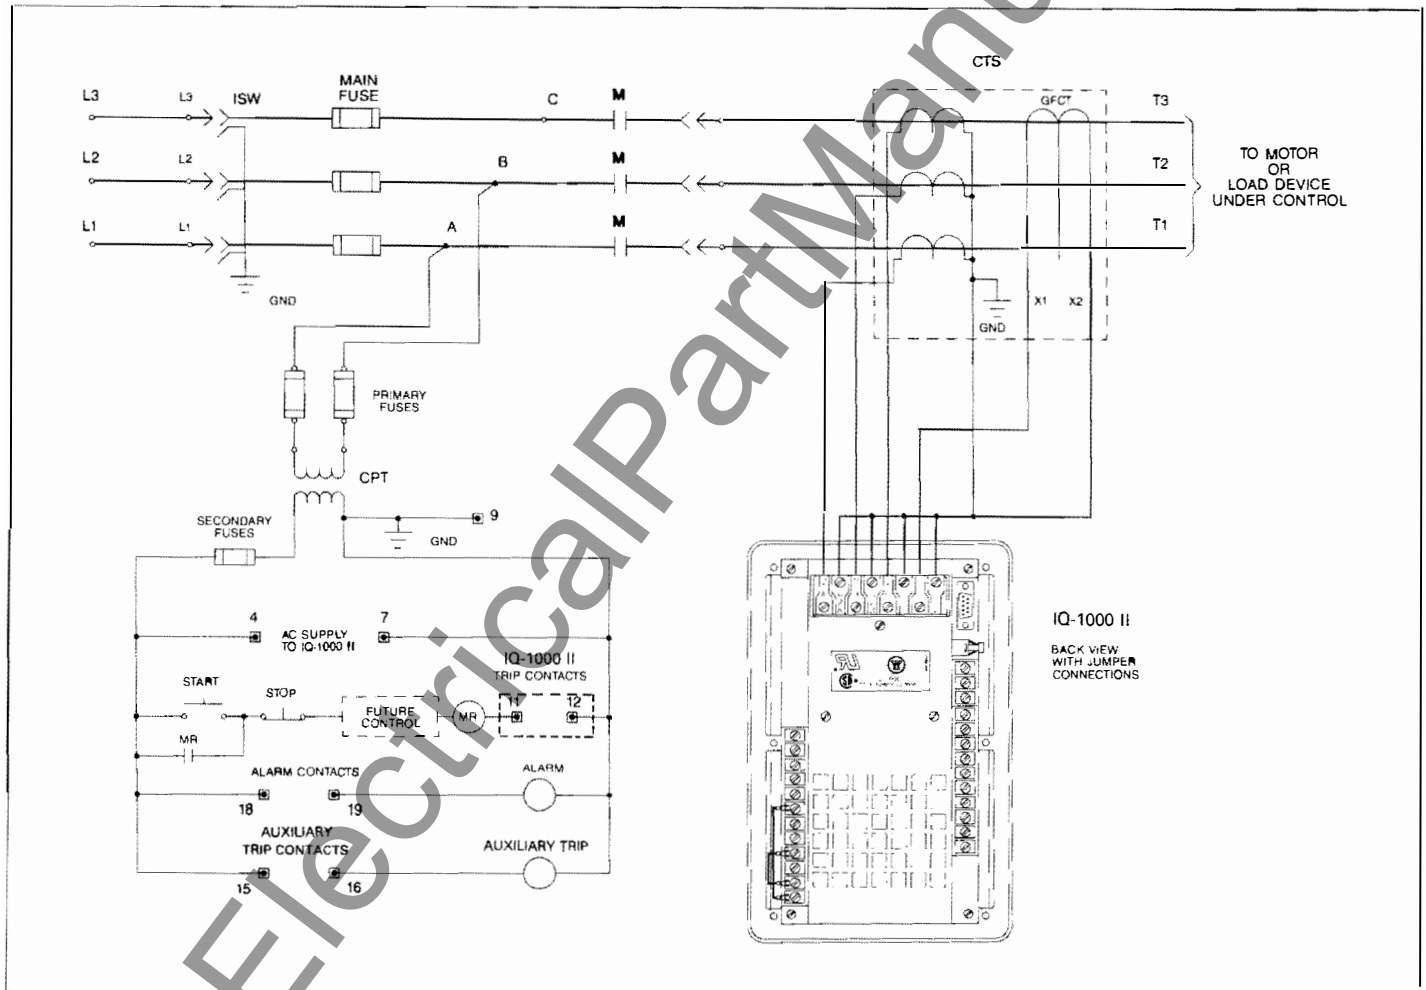 CTS
MAIN
FUSE
L3
L3
ISW
C
M
GFCT
T3
L2
L2
B
M
T2
TO MOTOR
OR
LOAD DEVICE
UNDER CONTROL
L1
L1
A
M
T1
GND
X1
X2
GND
PRIMARY
FUSES
CPT
SECONDARY
FUSES
9
GND
4
AC SUPPLY
TO IQ-1000 II
7
IQ-1000 II
BACK VIEW
WITH JUMPER
CONNECTIONS
IQ-1000 II
TRIP CONTACTS
START
STOP
FUTURE
CONTROL
MR
11
12
MR
ALARM CONTACTS
ALARM
18
19
AUXILIARY
TRIP CONTACTS
AUXILIARY TRIP
15
16
ElectricalPartManu